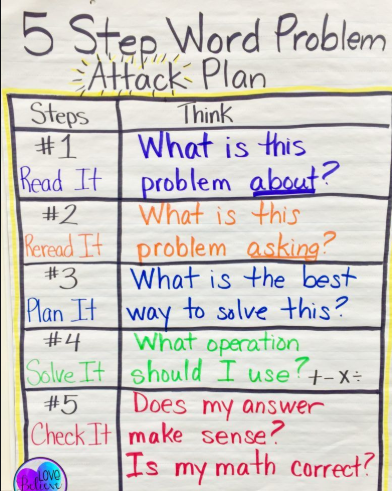 5 Step Word Problem
Attack Plan
Steps Think
#1 What is this
Read It problem about?
#2 What is this
Reread It problem asking?
#3 What is the best
Plan It way to solve this?
#4 What operation
Solve It should I use? + - x ÷
#5 Does my answer
Check It make sense?
Is my math correct?
LOVE
Believe